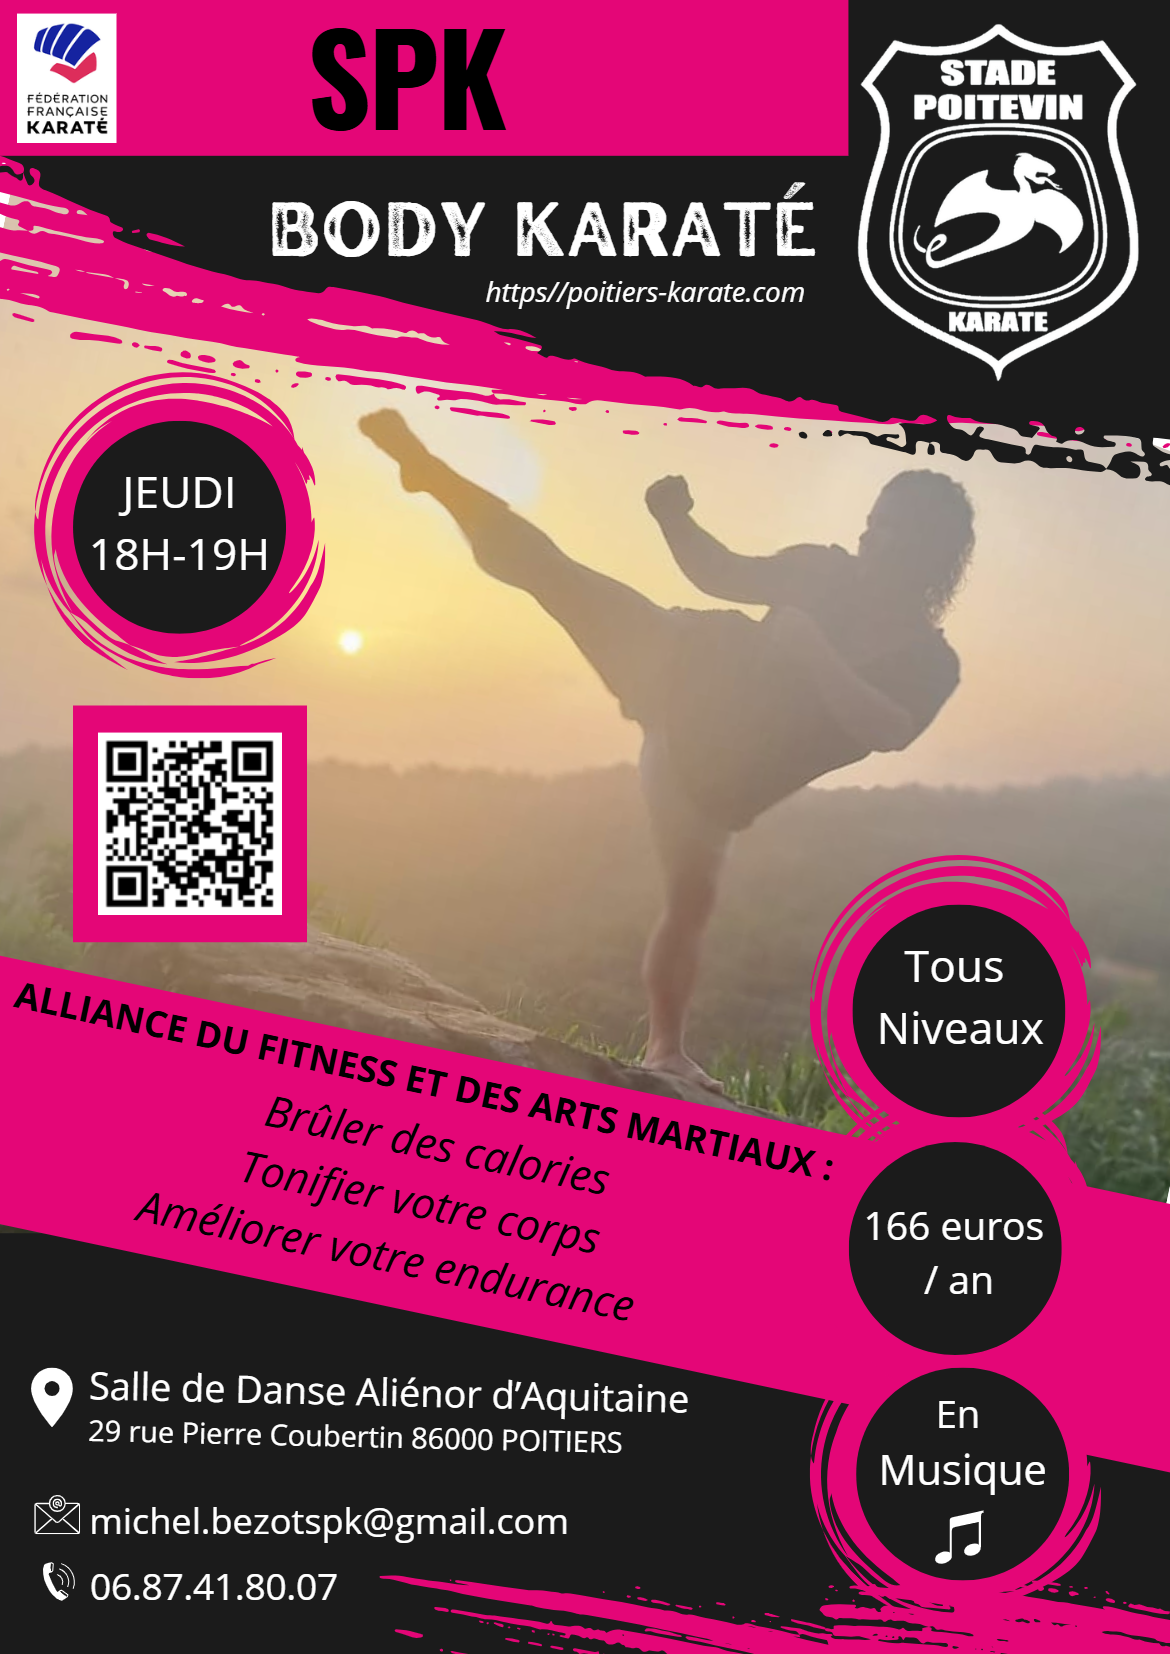 FÉDÉRATION
FRANÇAISE
KARATÉ
SPK
STADE
POITEVIN
KARATE
BODY KARATÉ
https//poitiers-karate.com
JEUDI
18H-19H
Tous
Niveaux
ALLIANCE DU FITNESS ET DES ARTS MARTIAUX :
Brûler des calories
Tonifier votre corps
Améliorer votre endurance
166 euros
/ an
En
Musique
Salle de Danse Aliénor d’Aquitaine
29 rue Pierre Coubertin 86000 POITIERS
michel.bezotspk@gmail.com
06.87.41.80.07